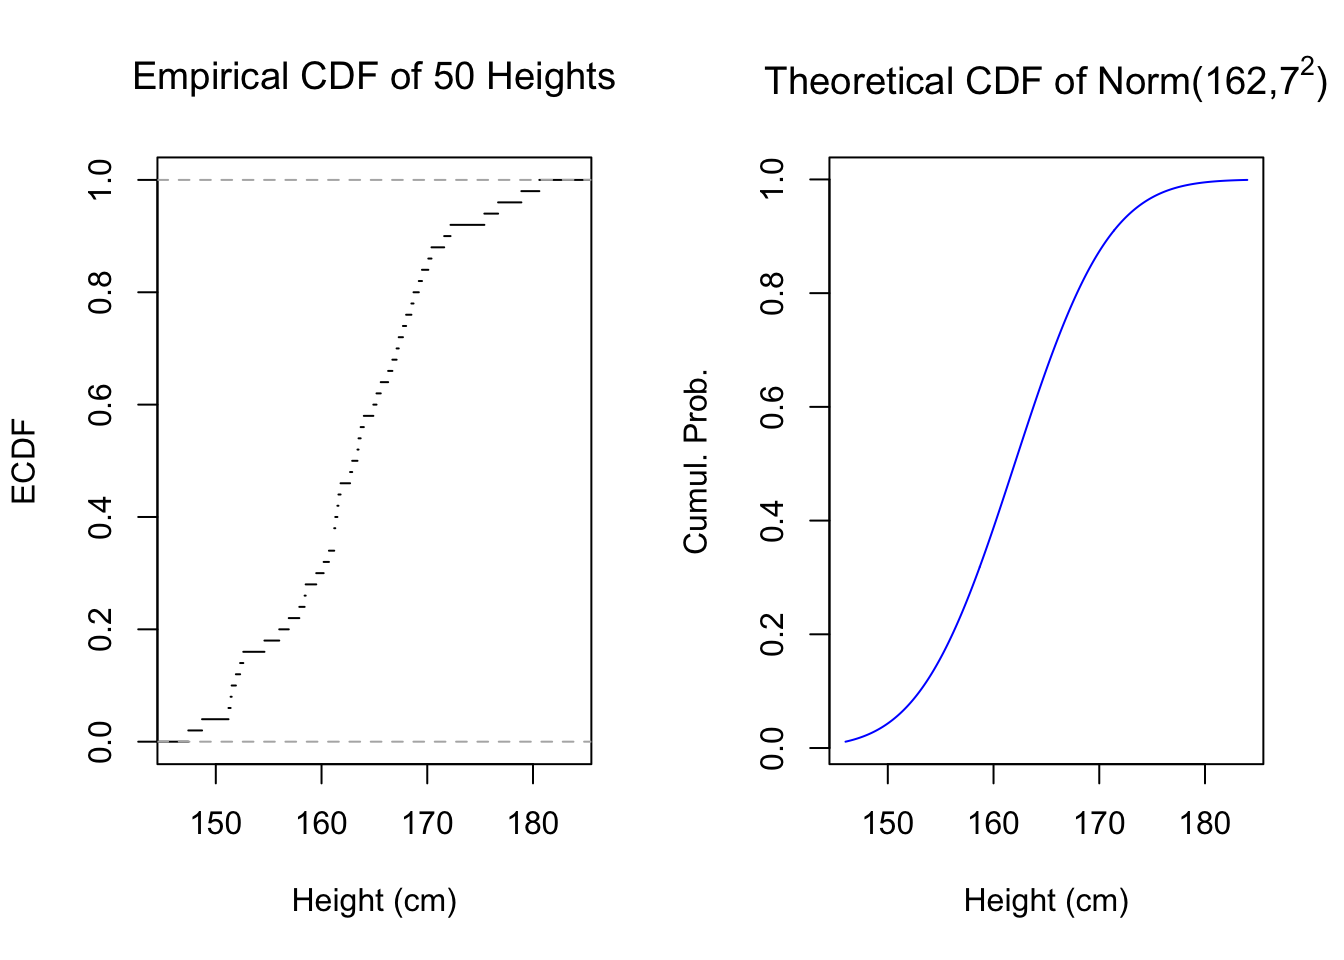 Empirical CDF of 50 Heights
ECDF
1.0
0.8
0.6
0.4
0.2
0.0
150 160 170 180
Height (cm)
Theoretical CDF of Norm(162,7²)
Cumul. Prob.
1.0
0.8
0.6
0.4
0.2
0.0
150 160 170 180
Height (cm)